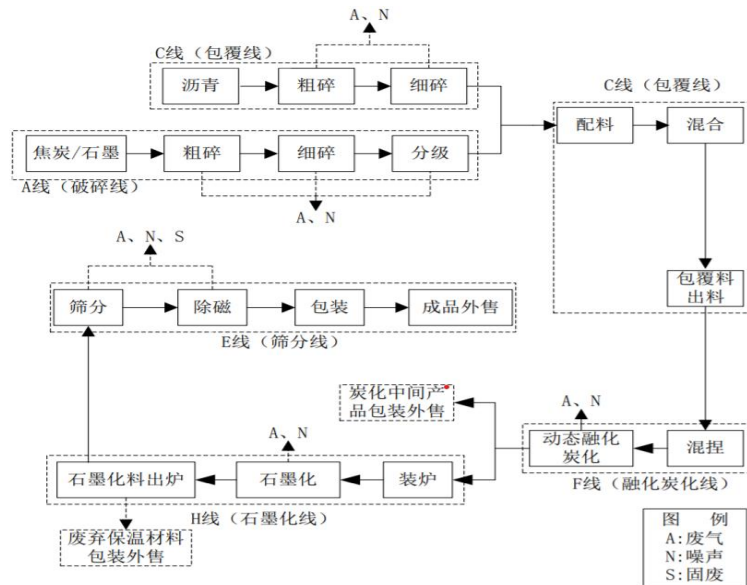 A、N
C线（包覆线）
沥青
粗碎
细碎
C线（包覆线）
配料
混合
焦炭/石墨
粗碎
细碎
分级
A线（破碎线）
A、N
A、N、S
包覆料
出料
筛分
除磁
包装
成品外售
E线（筛分线）
炭化中间产
品包装外售
A、N
动态融化
炭化
混捏
F线（融化炭化线）
A、N
石墨化料出炉
石墨化
装炉
H线（石墨化线）
废弃保温材料
包装外售
图 例
A:废气
N:噪声
S:固废